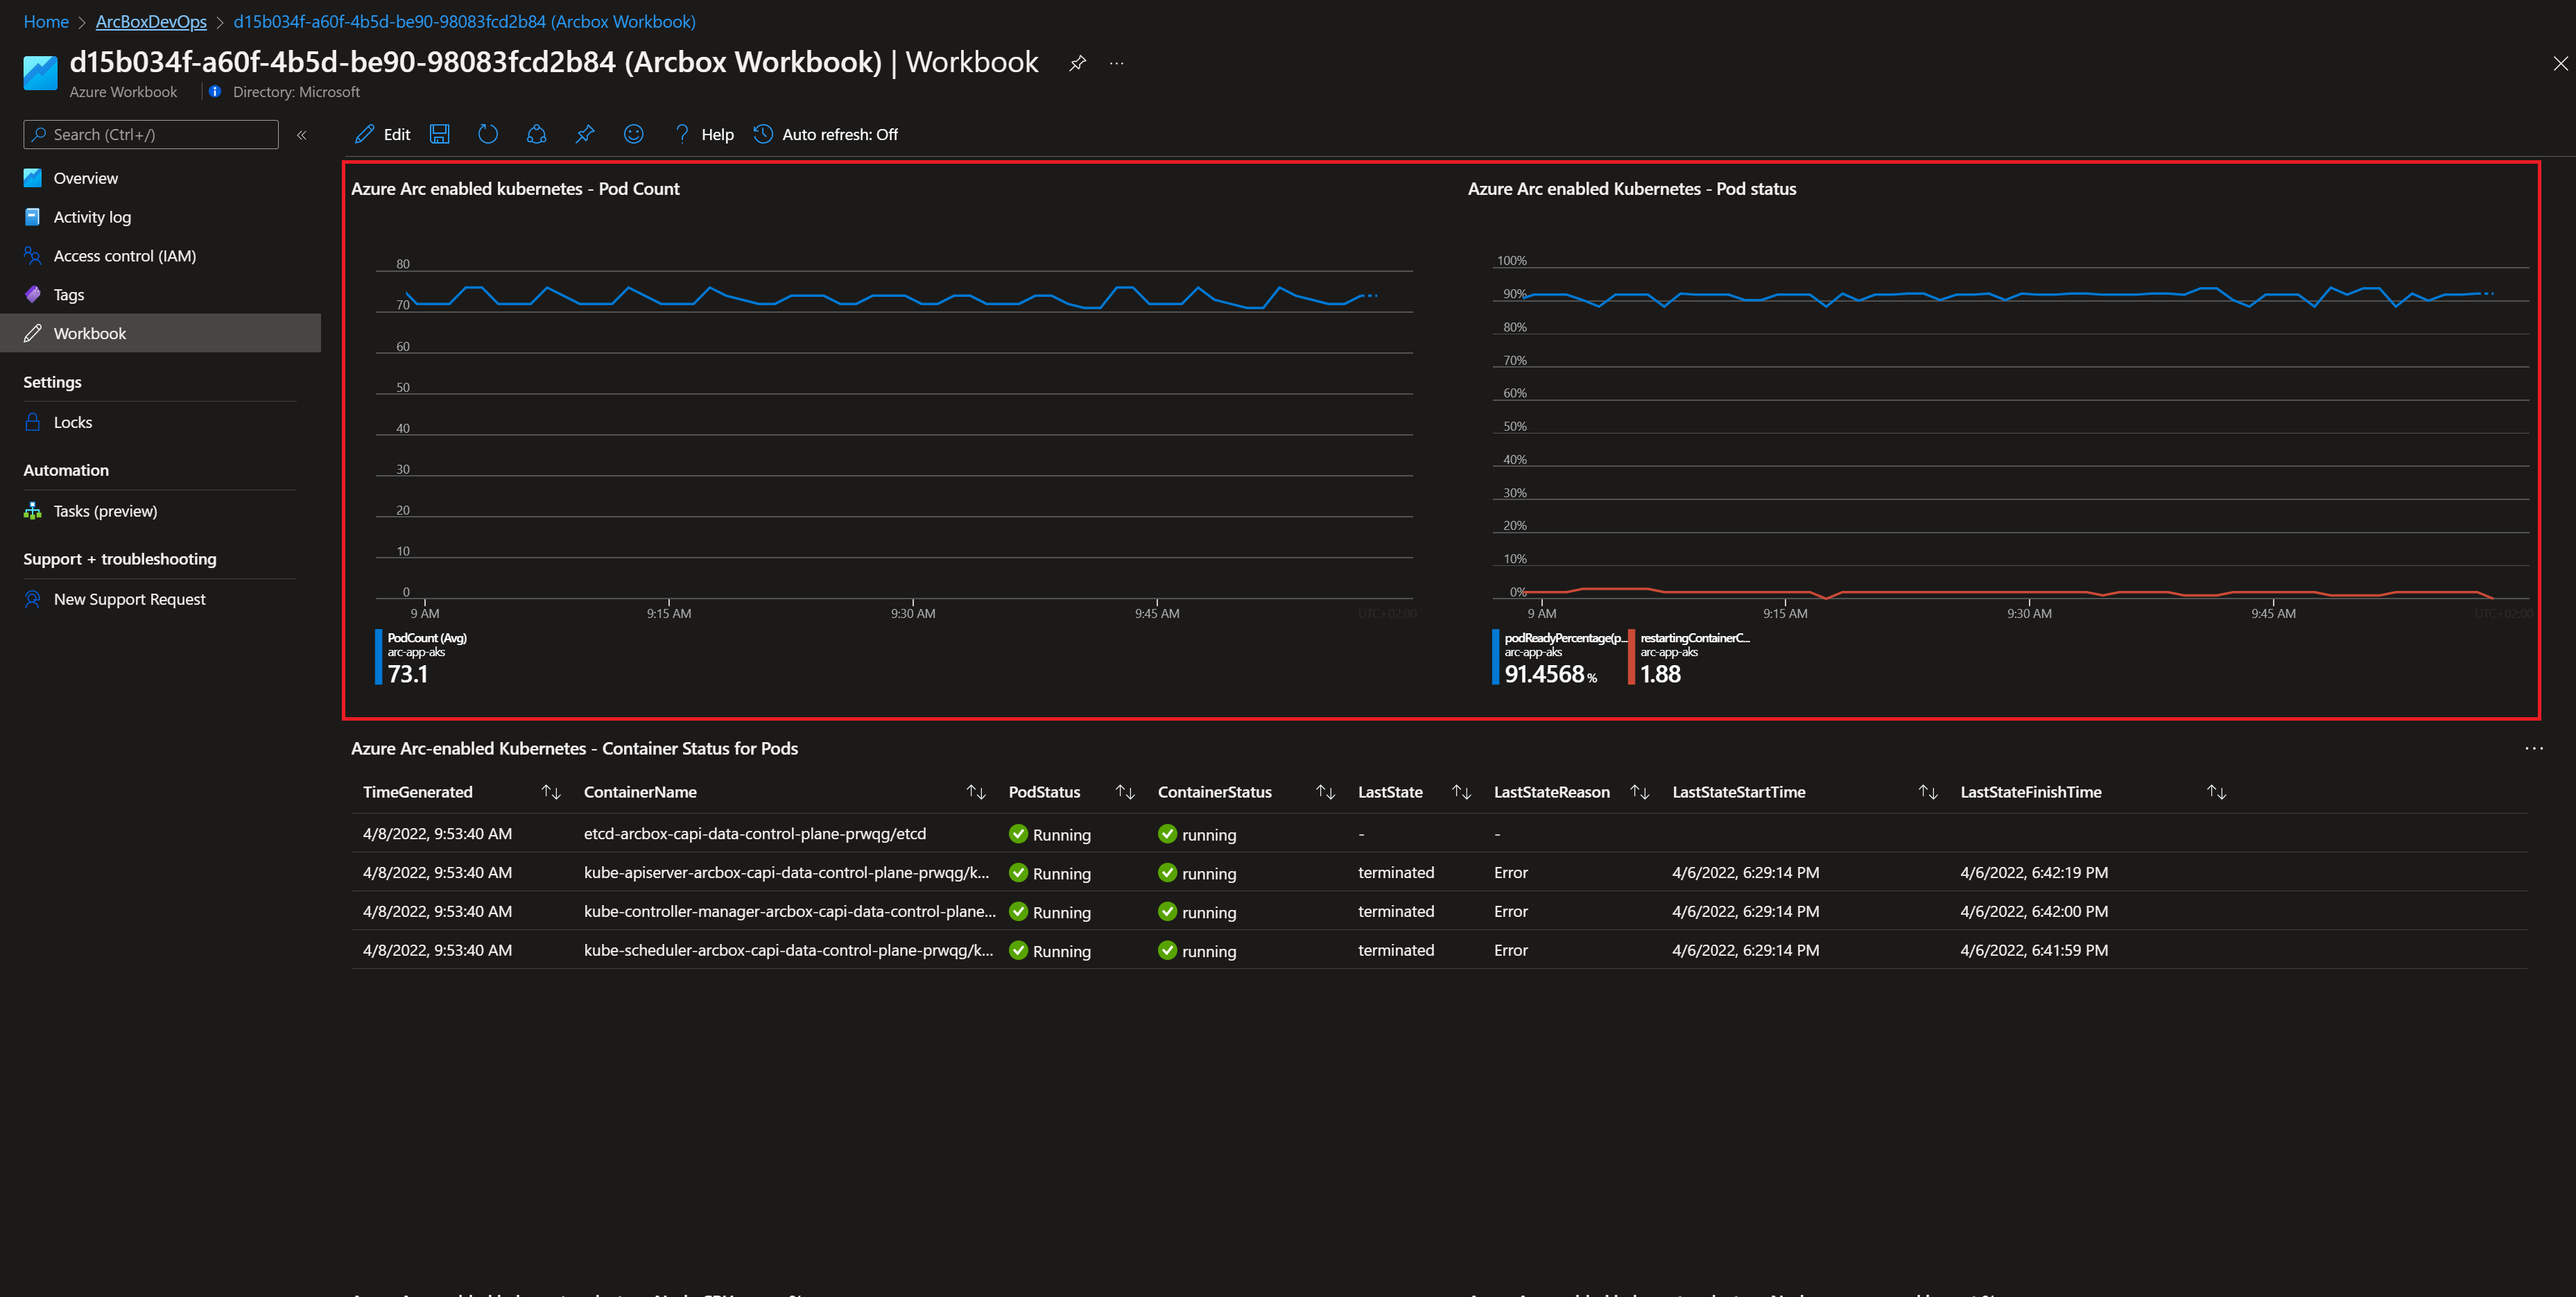 Home > ArcBoxDevOps > d15b034f-a60f-4b5d-be90-98083fcd2b84 (Arcbox Workbook)
d15b034f-a60f-4b5d-be90-98083fcd2b84 (Arcbox Workbook) | Workbook ...
Azure Workbook | Directory: Microsoft
Search (Ctrl+/) «
Edit
Help
Auto refresh: Off
Overview
Activity log
Access control (IAM)
Tags
Workbook
Settings
Locks
Automation
Tasks (preview)
Support + troubleshooting
New Support Request
Azure Arc enabled kubernetes - Pod Count
80
70
60
50
40
30
20
10
0
9 AM 9:15 AM 9:30 AM 9:45 AM UTC+02:00
PodCount (Avg)
arc-app-aks
73.1
Azure Arc enabled Kubernetes - Pod status
100%
90%
80%
70%
60%
50%
40%
30%
20%
10%
0%
9 AM 9:15 AM 9:30 AM 9:45 AM UTC+02:00
podReadyPercentage(p... restartingContainerC...
arc-app-aks arc-app-aks
91.4568 % 1.88
Azure Arc-enabled Kubernetes - Container Status for Pods ...
TimeGenerated ContainerName PodStatus ContainerStatus LastState LastStateReason LastStateStartTime LastStateFinishTime
4/8/2022, 9:53:40 AM etcd-arcbox-capi-data-control-plane-prwqg/etcd Running running - -
4/8/2022, 9:53:40 AM kube-apiserver-arcbox-capi-data-control-plane-prwqg/k... Running running terminated Error 4/6/2022, 6:29:14 PM 4/6/2022, 6:42:19 PM
4/8/2022, 9:53:40 AM kube-controller-manager-arcbox-capi-data-control-plane... Running running terminated Error 4/6/2022, 6:29:14 PM 4/6/2022, 6:42:00 PM
4/8/2022, 9:53:40 AM kube-scheduler-arcbox-capi-data-control-plane-prwqg/k... Running running terminated Error 4/6/2022, 6:29:14 PM 4/6/2022, 6:41:59 PM